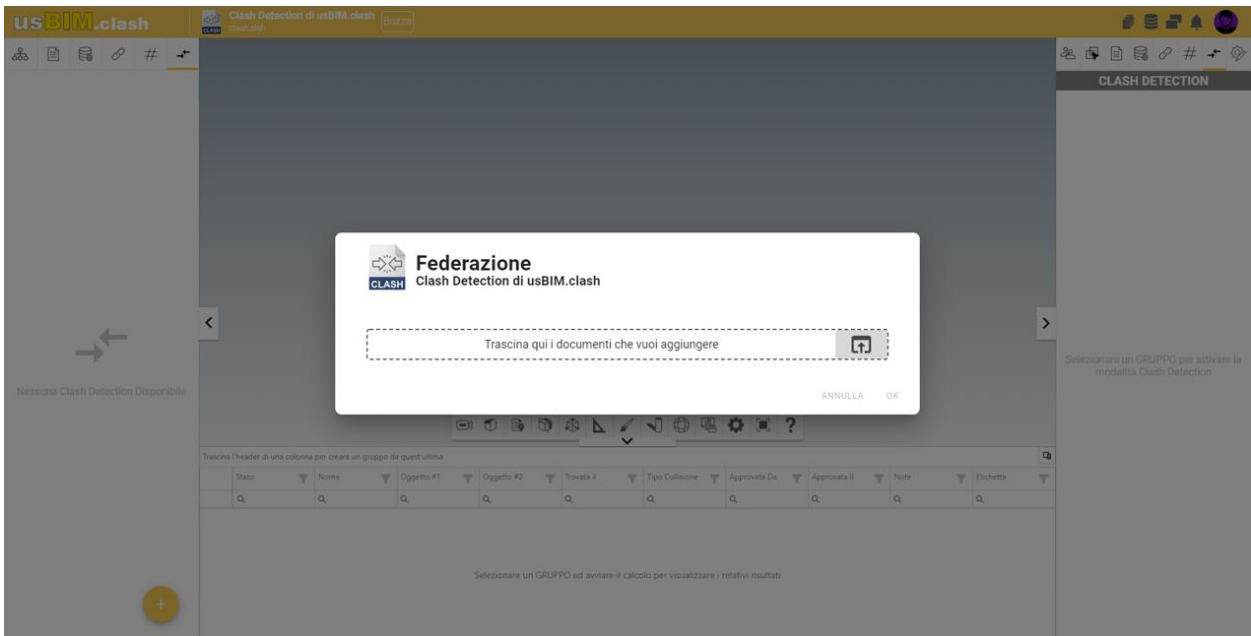 usBIM.clash
CLASH
Clash Detection di usBIM.clash
clash.clsh
Bozza
#
#
CLASH DETECTION
CLASH
Federazione
Clash Detection di usBIM.clash
Trascina qui i documenti che vuoi aggiungere
ANNULLA OK
Nessuna Clash Detection Disponibile
Selezionare un GRUPPO per attivare la
modalità Clash Detection
?
Trascina l'header di una colonna per creare un gruppo da quest'ultima
Stato Nome Oggetto #1 Oggetto #2 Trovata il Tipo Collisione Approvata Da Approvata Il Note Etichetta
Selezionare un GRUPPO ed avviare il calcolo per visualizzare i relativi risultati
+